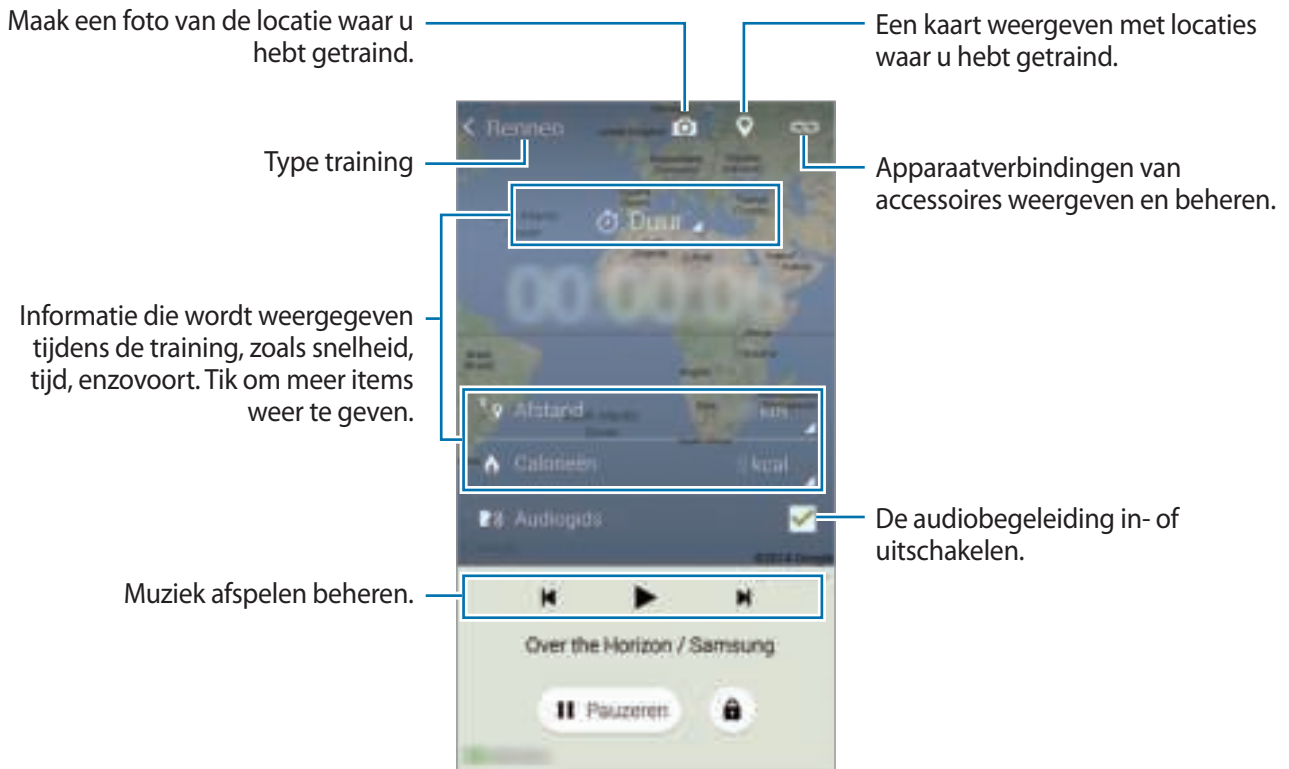 Maak een foto van de locatie waar u
hebt getraind.
Een kaart weergeven met locaties
waar u hebt getraind.
Rennen
Type training
Apparaatverbindingen van
accessoires weergeven en beheren.
Duur
Informatie die wordt weergegeven
tijdens de training, zoals snelheid,
tijd, enzovoort. Tik om meer items
weer te geven.
Afstand km
Calorieën kcal
Audiogids
De audiobegeleiding in- of
uitschakelen.
©2014 Google
Muziek afspelen beheren.
Over the Horizon / Samsung
Pauzeren